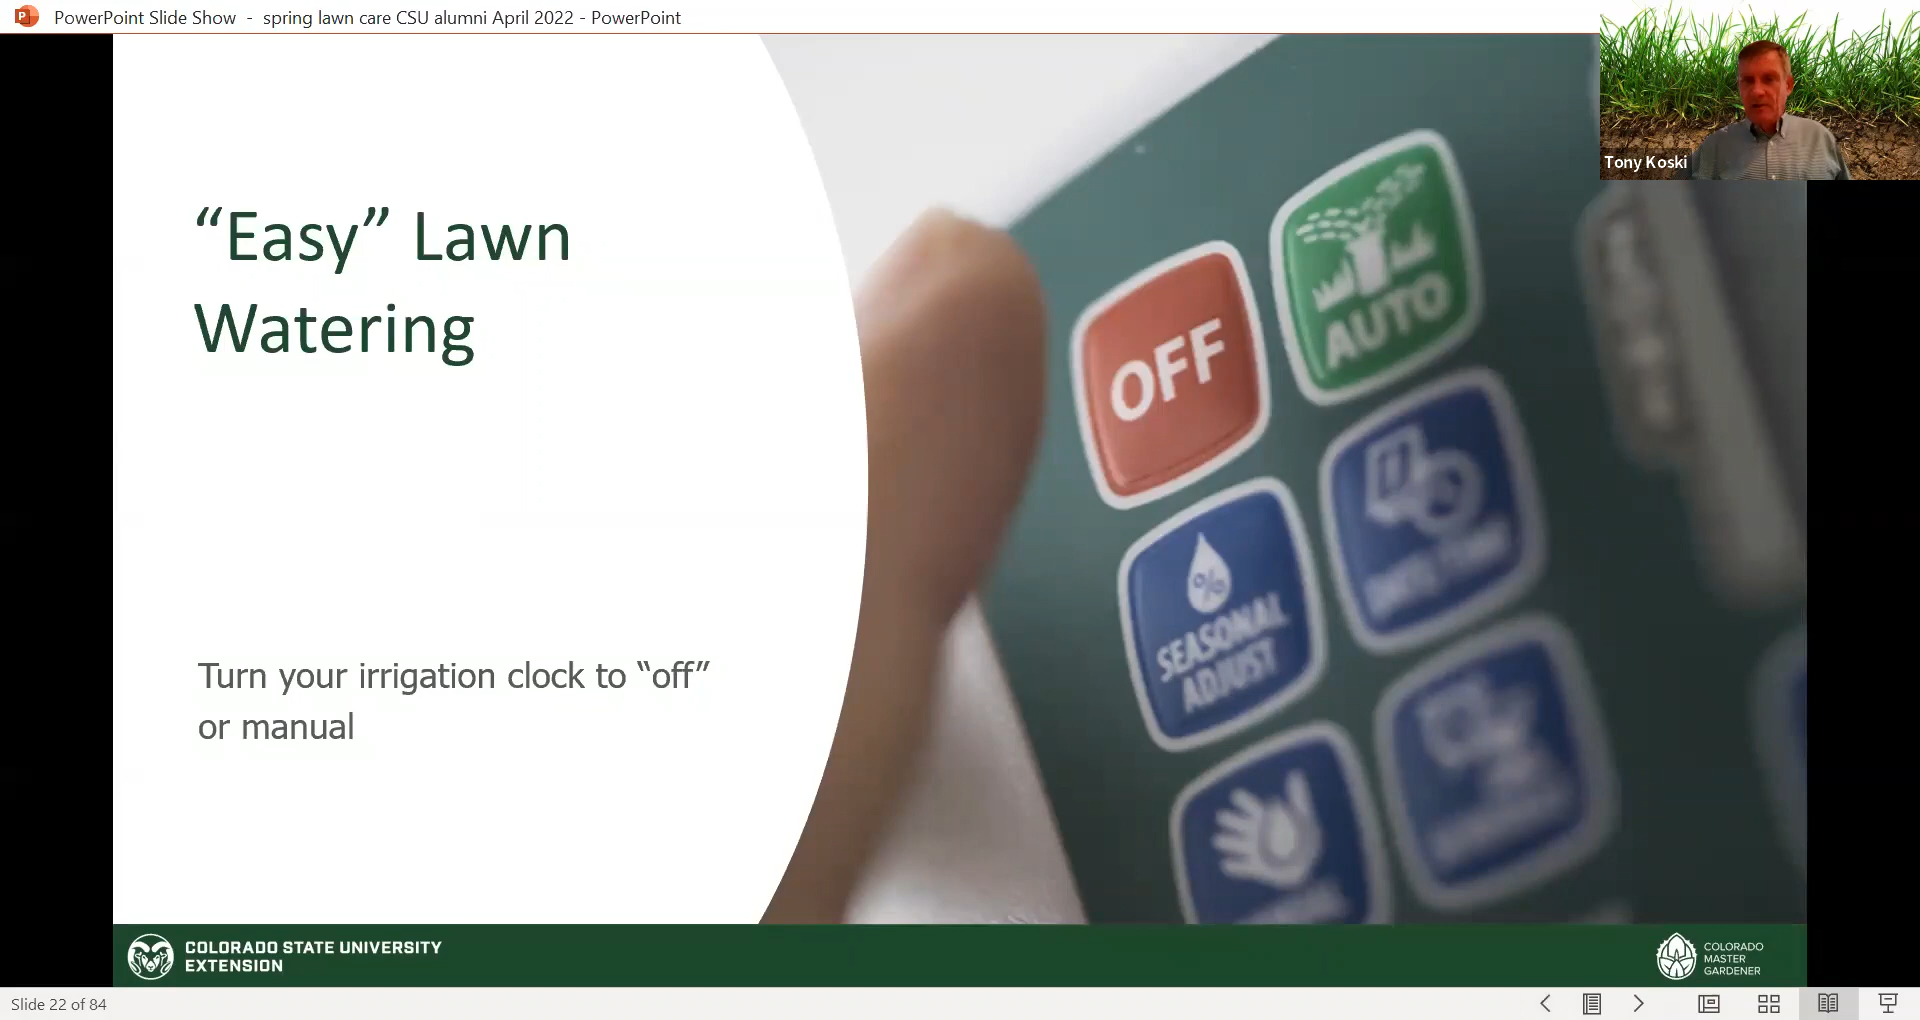 PowerPoint Slide Show - spring lawn care CSU alumni April 2022 - PowerPoint
Tony Koski
“Easy” Lawn
Watering
Turn your irrigation clock to “off”
or manual
OFF
AUTO
%
SEASONAL
ADJUST
COLORADO STATE UNIVERSITY
EXTENSION
COLORADO
MASTER
GARDENER
Slide 22 of 84